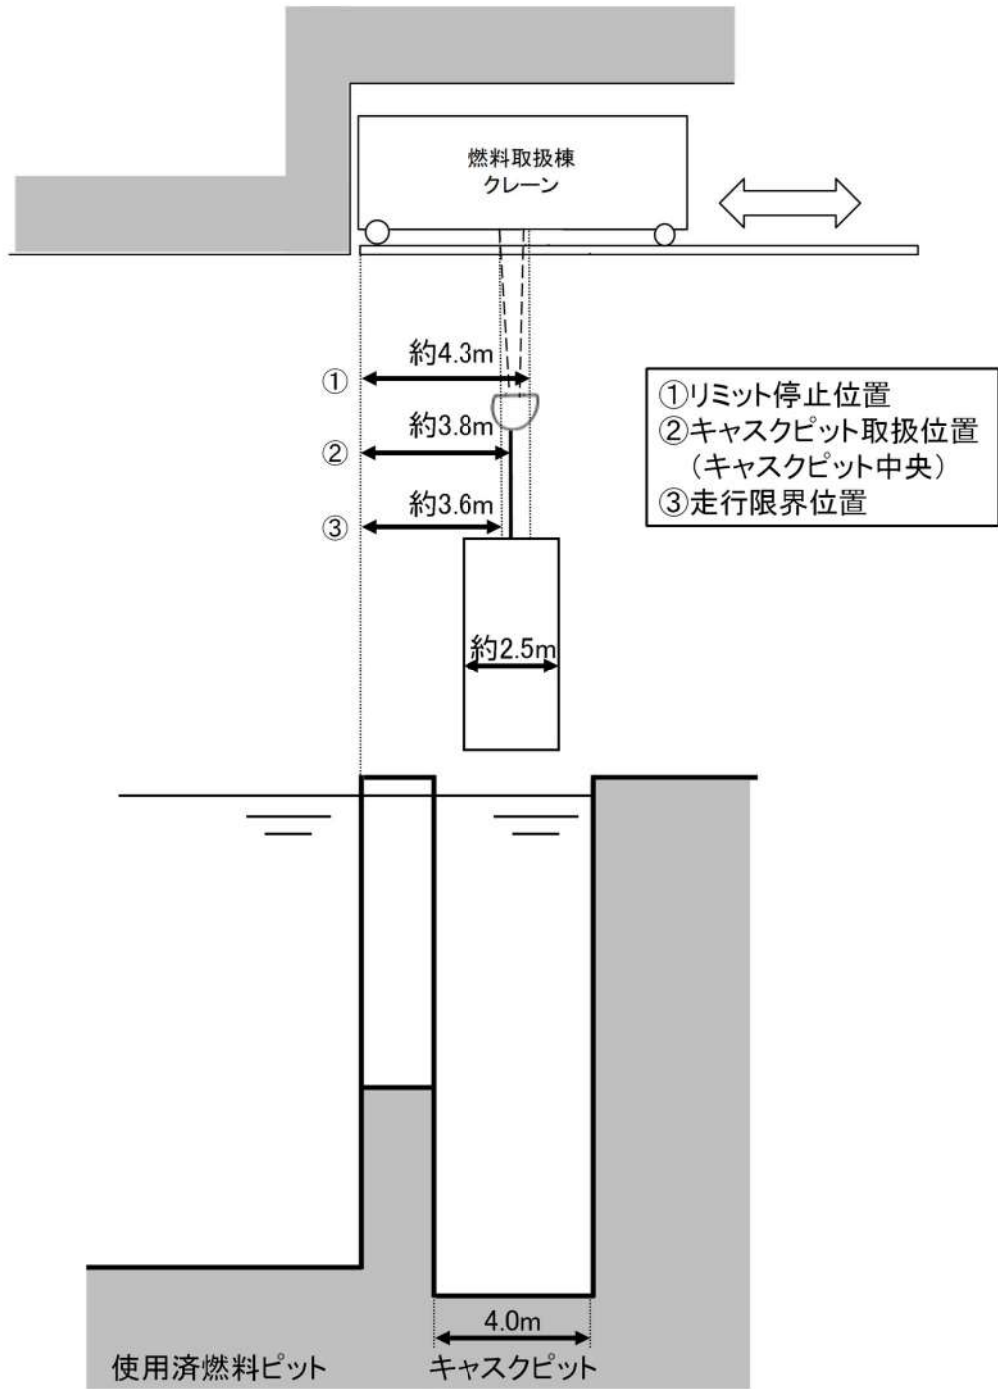 燃料取扱棟
クレーン
約4.3m
①
約3.8m
②
約3.6m
③
①リミット停止位置
②キャスクピット取扱位置
（キャスクピット中央）
③走行限界位置
約2.5m
4.0m
使用済燃料ピット
キャスクピット